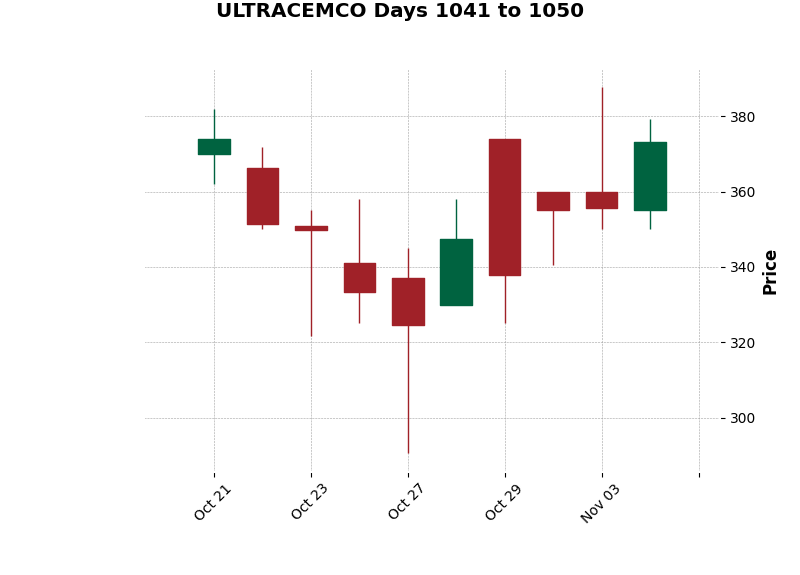 ULTRACEMCO Days 1041 to 1050
380
360
340
320
300
Price
Oct 21
Oct 23
Oct 27
Oct 29
Nov 03